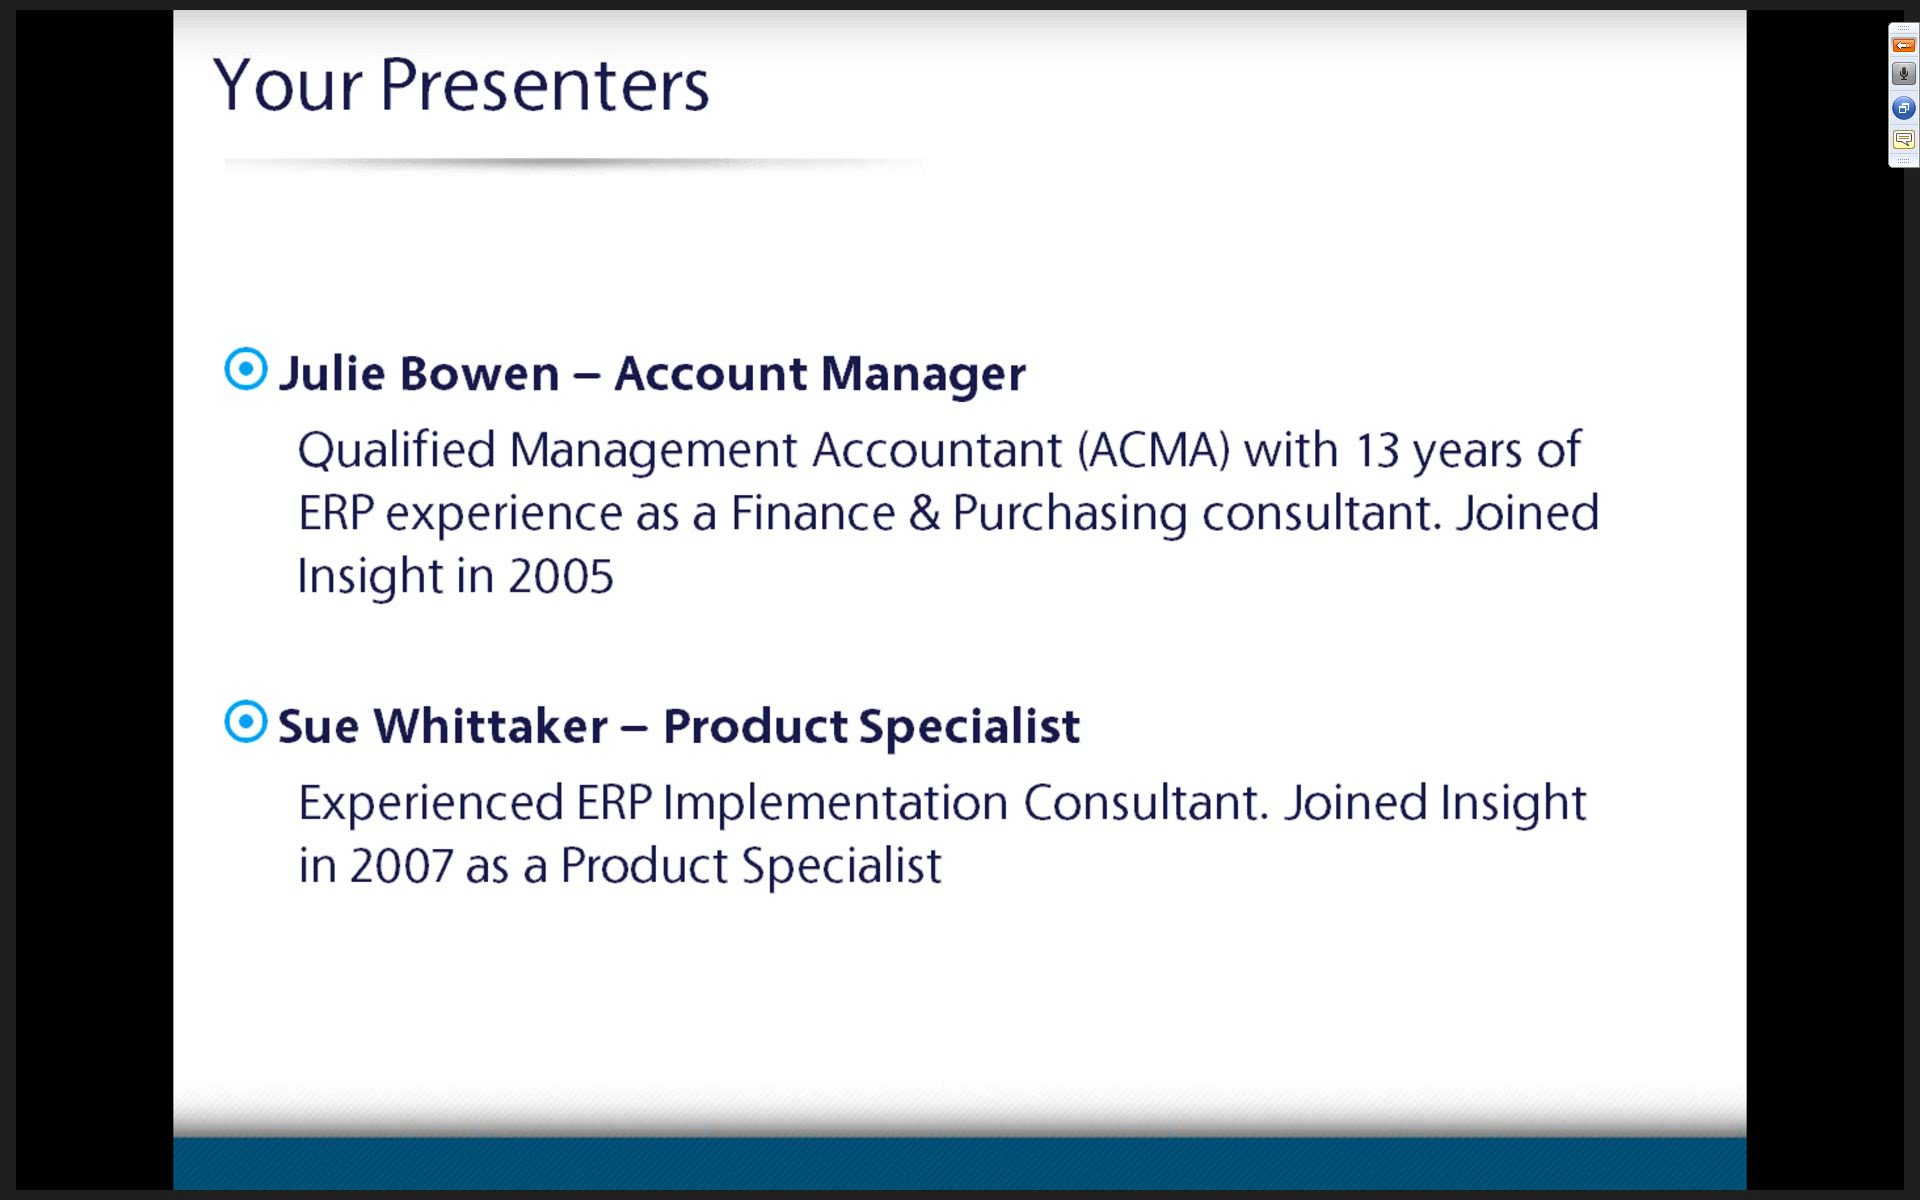 Your Presenters
Julie Bowen – Account Manager
Qualified Management Accountant (ACMA) with 13 years of
ERP experience as a Finance & Purchasing consultant. Joined
Insight in 2005
Sue Whittaker – Product Specialist
Experienced ERP Implementation Consultant. Joined Insight
in 2007 as a Product Specialist